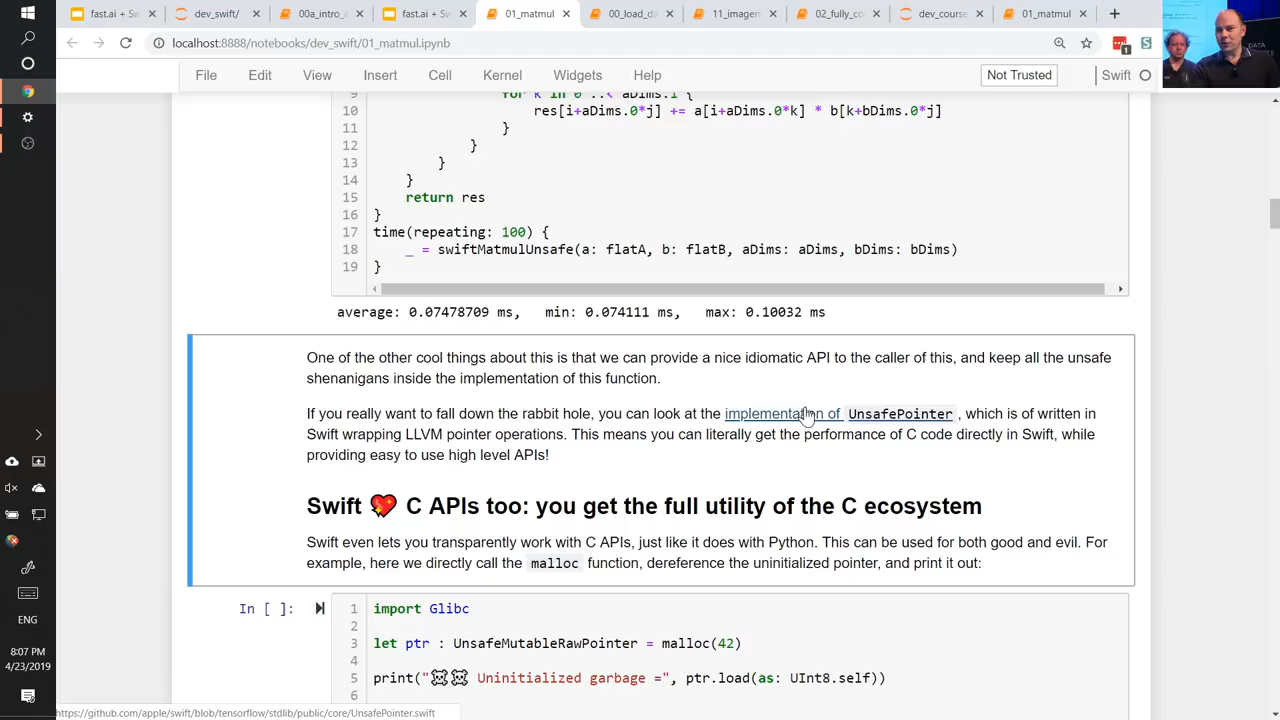 fast.ai + Sw
dev_swift/
00a_intro_a
fast.ai + Swi
01_matmul
00_load_da
11_imagen
02_fully_co
dev_course
01_matmul
localhost:8888/notebooks/dev_swift/01_matmul.ipynb
1
S
DATA
File Edit View Insert Cell Kernel Widgets Help
Not Trusted
Swift
9 for k in 0 ..< aDims.1 {
10 res[i+aDims.0*j] += a[i+aDims.0*k] * b[k+bDims.0*j]
11 }
12 }
13 }
14 }
15 return res
16 }
17 time(repeating: 100) {
18 _ = swiftMatmulUnsafe(a: flatA, b: flatB, aDims: aDims, bDims: bDims)
19 }
average: 0.07478709 ms, min: 0.074111 ms, max: 0.10032 ms
One of the other cool things about this is that we can provide a nice idiomatic API to the caller of this, and keep all the unsafe
shenanigans inside the implementation of this function.
If you really want to fall down the rabbit hole, you can look at the implementation of UnsafePointer , which is of written in
Swift wrapping LLVM pointer operations. This means you can literally get the performance of C code directly in Swift, while
providing easy to use high level APIs!
Swift 💖 C APIs too: you get the full utility of the C ecosystem
Swift even lets you transparently work with C APIs, just like it does with Python. This can be used for both good and evil. For
example, here we directly call the malloc function, dereference the uninitialized pointer, and print it out:
In [ ]:
1 import Glibc
2
3 let ptr : UnsafeMutableRawPointer = malloc(42)
4
5 print("☠️☠️ Uninitialized garbage =", ptr.load(as: UInt8.self))
6
ENG
8:07 PM
4/23/2019
https://github.com/apple/swift/blob/tensorflow/stdlib/public/core/UnsafePointer.swift